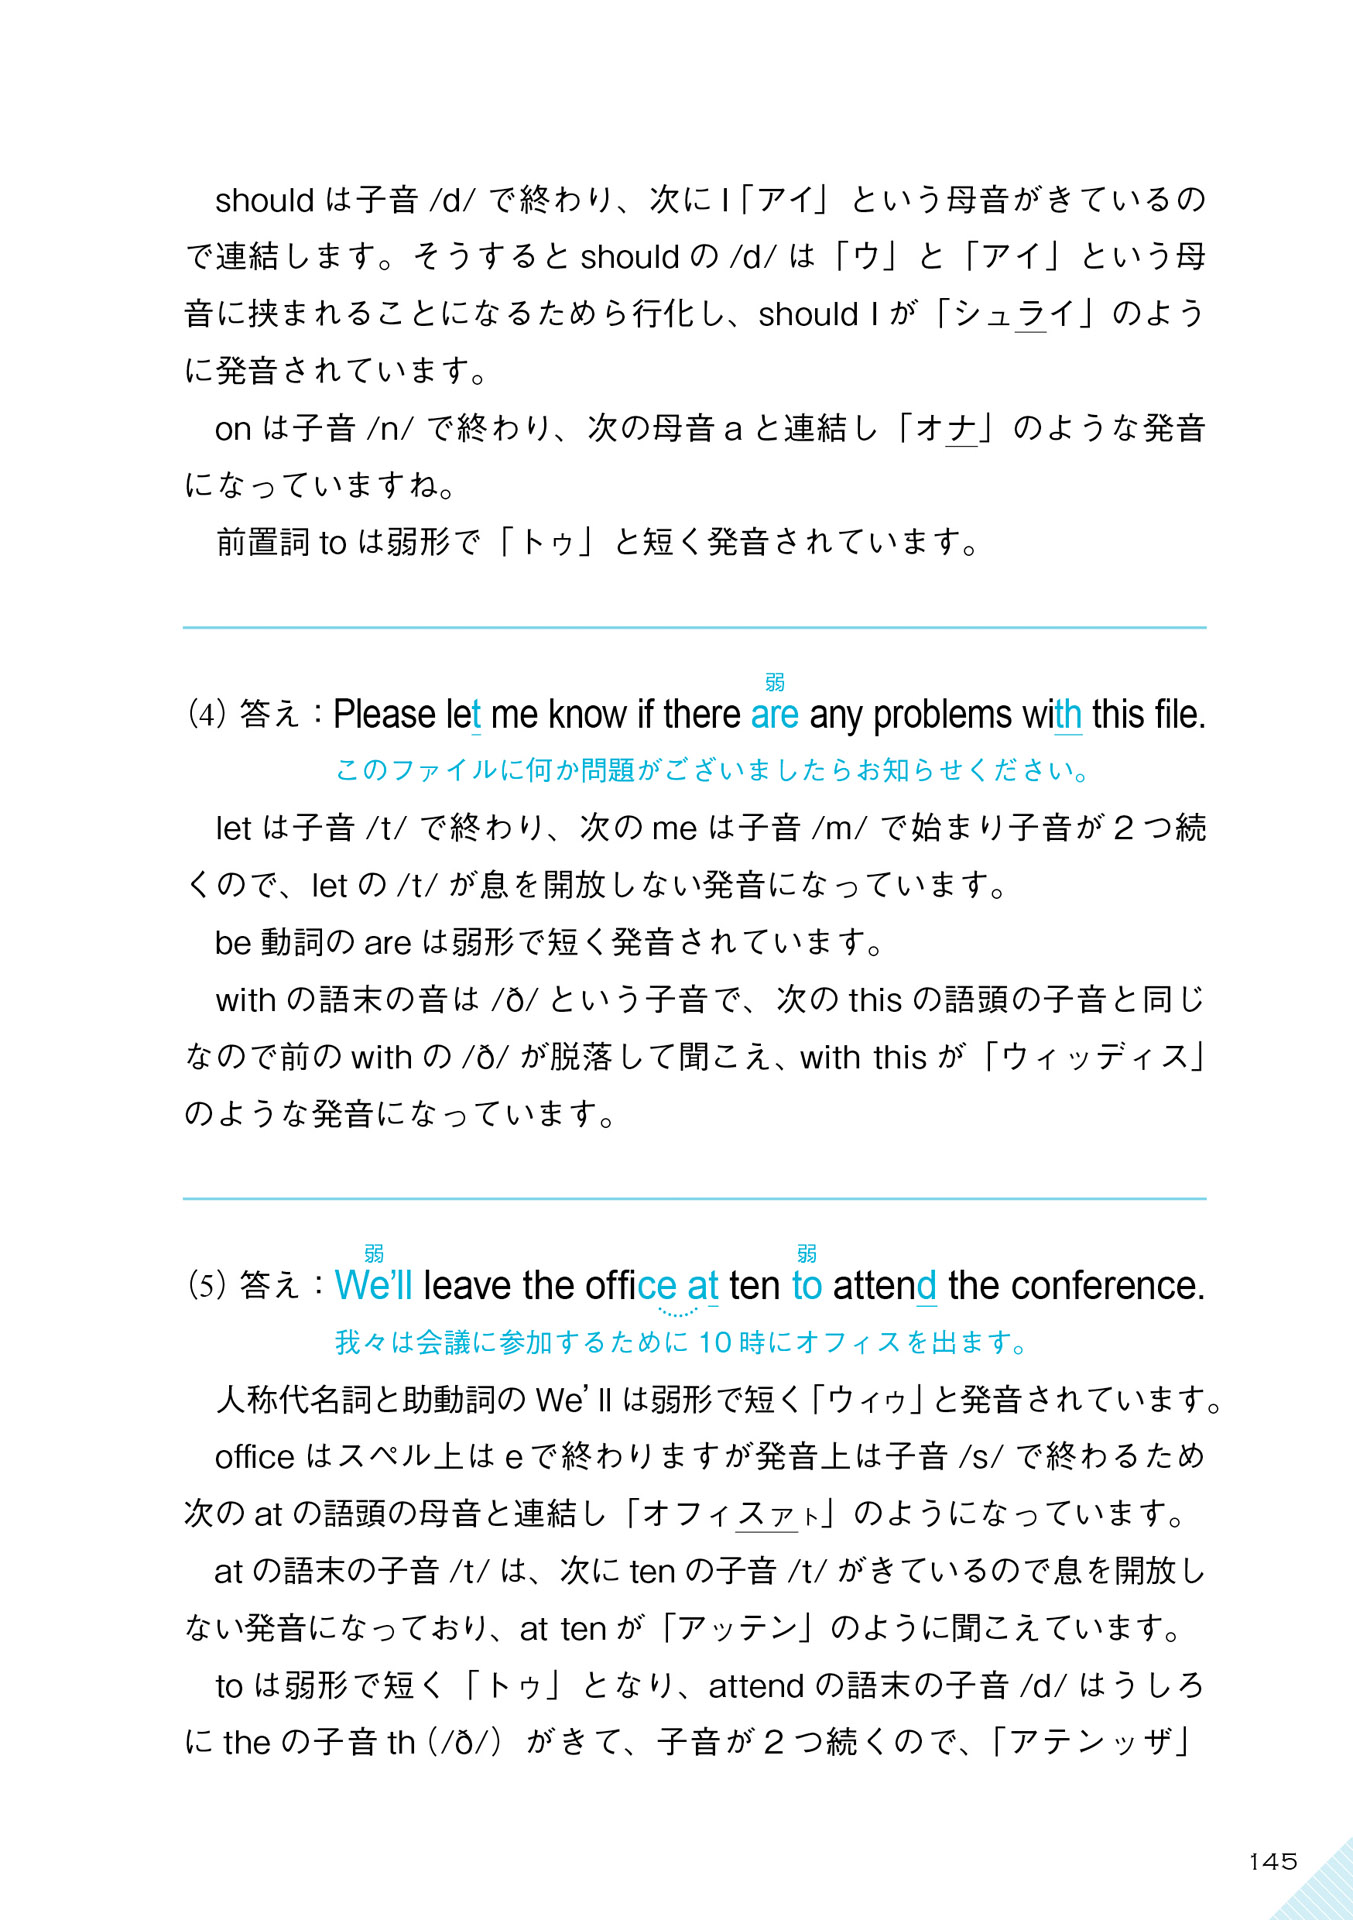 should は子音 /d/ で終わり、次に I「アイ」という母音がきているの
で連結します。そうすると should の /d/ は「ウ」と「アイ」という母
音に挟まれることになるためら行化し、should I が「シュライ」のよう
に発音されています。
on は子音 /n/ で終わり、次の母音 a と連結し「オナ」のような発音
になっていますね。
前置詞 to は弱形で「トゥ」と短く発音されています。
弱
(4) 答え：Please let me know if there are any problems with this file.
このファイルに何か問題がございましたらお知らせください。
let は子音 /t/ で終わり、次の me は子音 /m/ で始まり子音が 2 つ続
くので、let の /t/ が息を開放しない発音になっています。
be 動詞の are は弱形で短く発音されています。
with の語末の音は /ð/ という子音で、次の this の語頭の子音と同じ
なので前の with の /ð/ が脱落して聞こえ、with this が「ウィッディス」
のような発音になっています。
弱 弱
(5) 答え：We'll leave the office at ten to attend the conference.
我々は会議に参加するために 10 時にオフィスを出ます。
人称代名詞と助動詞の We’ll は弱形で短く「ウィゥ」と発音されています。
office はスペル上は e で終わりますが発音上は子音 /s/ で終わるため
次の at の語頭の母音と連結し「オフィスァト」のようになっています。
at の語末の子音 /t/ は、次に ten の子音 /t/ がきているので息を開放し
ない発音になっており、at ten が「アッテン」のように聞こえています。
to は弱形で短く「トゥ」となり、attend の語末の子音 /d/ はうしろ
に the の子音 th（/ð/）がきて、子音が 2 つ続くので、「アテンッザ」
145